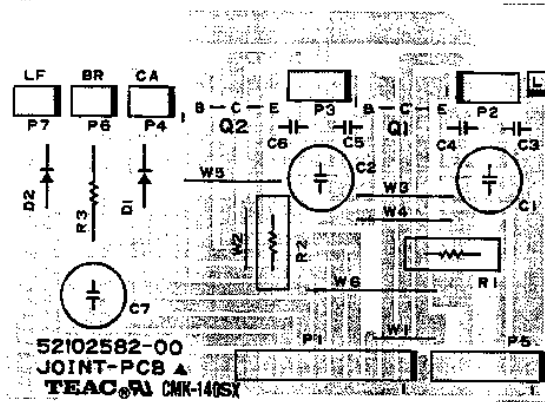 LF BR CA
B — C — E P3 B — C — E P2 L
P7 P6 P4 Q2 Q1
C6 C5 C4 C3
D2 R3 D1 W5 C2 W3 C1
W4
W2 R2
R1
C7 W6
52102582-00 P1 W1 P5
JOINT-PCB ▲
TEAC® CMK-140SX